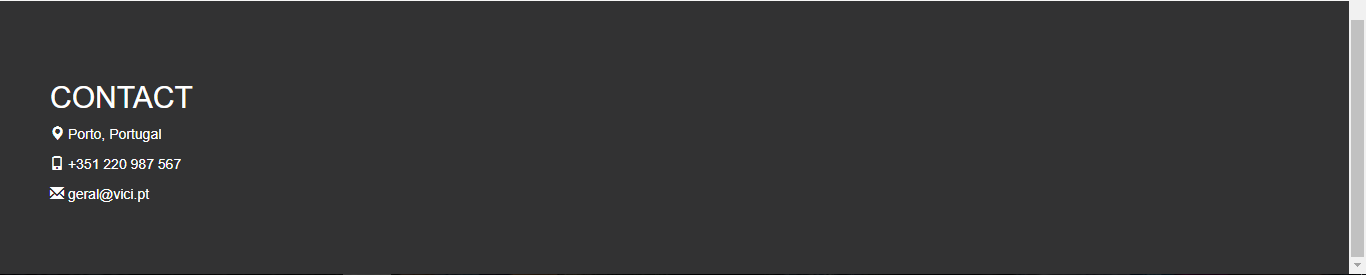 CONTACT
Porto, Portugal
+351 220 987 567
geral@vici.pt